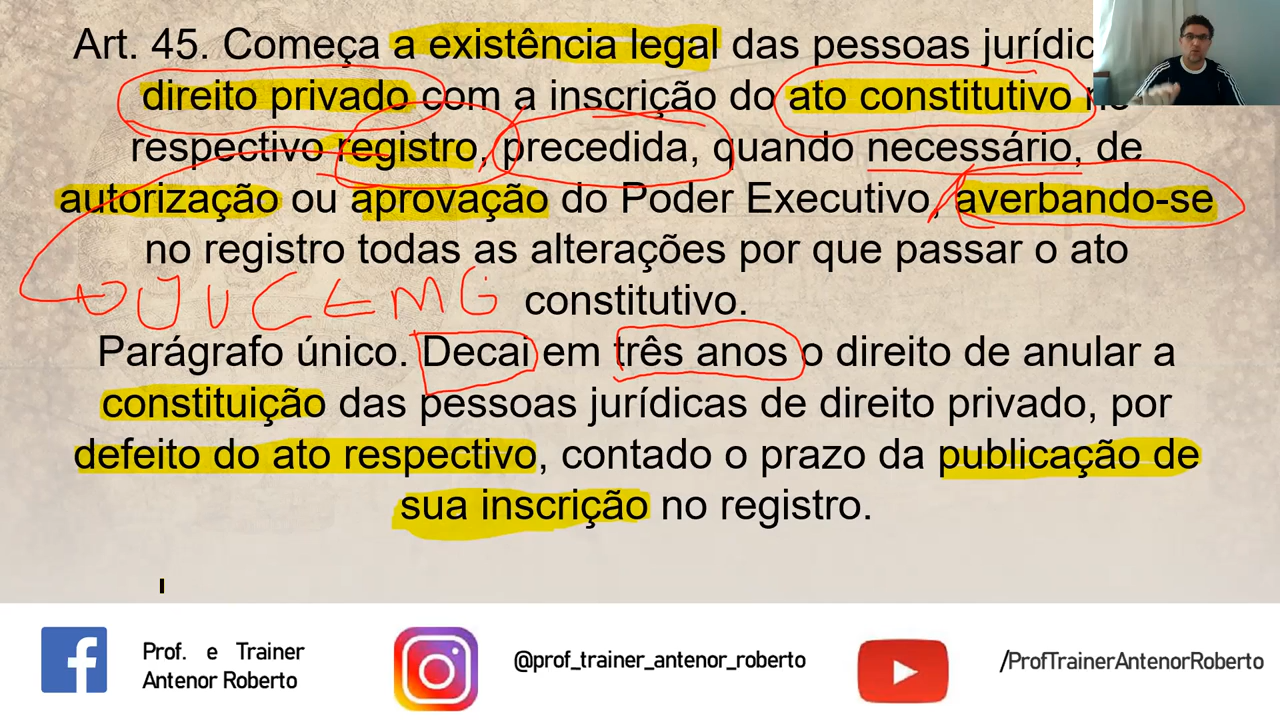 Art. 45. Começa a existência legal das pessoas jurídic
direito privado com a inscrição do ato constitutivo no
respectivo registro, precedida, quando necessário, de
autorização ou aprovação do Poder Executivo, averbando-se
no registro todas as alterações por que passar o ato
constitutivo.
Parágrafo único. Decai em três anos o direito de anular a
constituição das pessoas jurídicas de direito privado, por
defeito do ato respectivo, contado o prazo da publicação de
sua inscrição no registro.
Prof. e Trainer
Antenor Roberto
@prof_trainer_antenor_roberto
/ProfTrainerAntenorRoberto